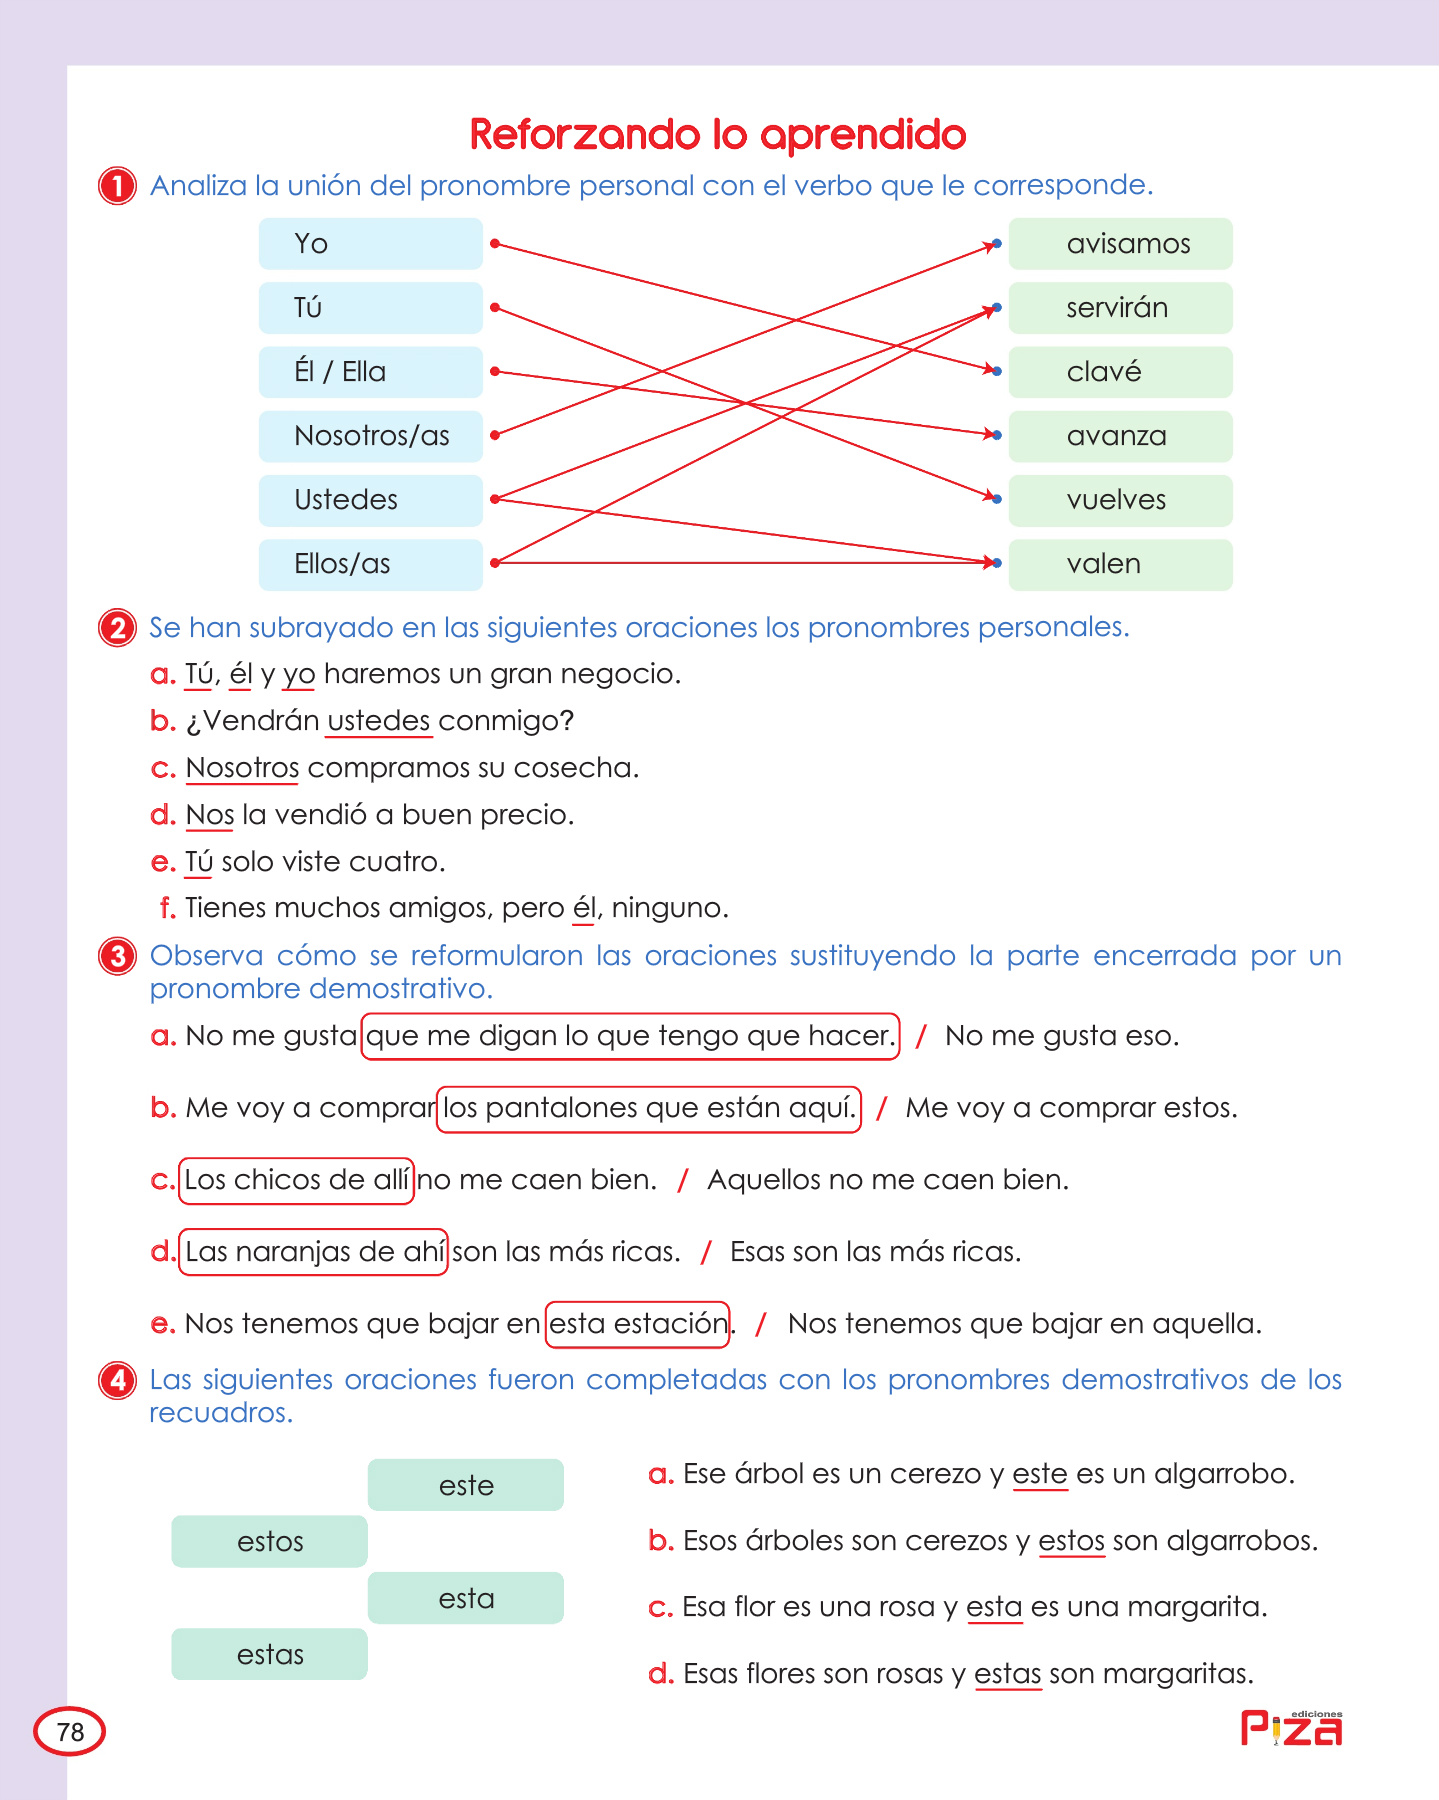 Reforzando lo aprendido
1 Analiza la unión del pronombre personal con el verbo que le corresponde.
Yo avisamos
Tú servirán
Él / Ella clavé
Nosotros/as avanza
Ustedes vuelves
Ellos/as valen
2 Se han subrayado en las siguientes oraciones los pronombres personales.
a. Tú, él y yo haremos un gran negocio.
b. ¿Vendrán ustedes conmigo?
c. Nosotros compramos su cosecha.
d. Nos la vendió a buen precio.
e. Tú solo viste cuatro.
f. Tienes muchos amigos, pero él, ninguno.
3 Observa cómo se reformularon las oraciones sustituyendo la parte encerrada por un
pronombre demostrativo.
a. No me gusta que me digan lo que tengo que hacer. / No me gusta eso.
b. Me voy a comprar los pantalones que están aquí. / Me voy a comprar estos.
c. Los chicos de allí no me caen bien. / Aquellos no me caen bien.
d. Las naranjas de ahí son las más ricas. / Esas son las más ricas.
e. Nos tenemos que bajar en esta estación. / Nos tenemos que bajar en aquella.
4 Las siguientes oraciones fueron completadas con los pronombres demostrativos de los
recuadros.
este
estos
esta
estas
a. Ese árbol es un cerezo y este es un algarrobo.
b. Esos árboles son cerezos y estos son algarrobos.
c. Esa flor es una rosa y esta es una margarita.
d. Esas flores son rosas y estas son margaritas.
78
ediciones
Piza